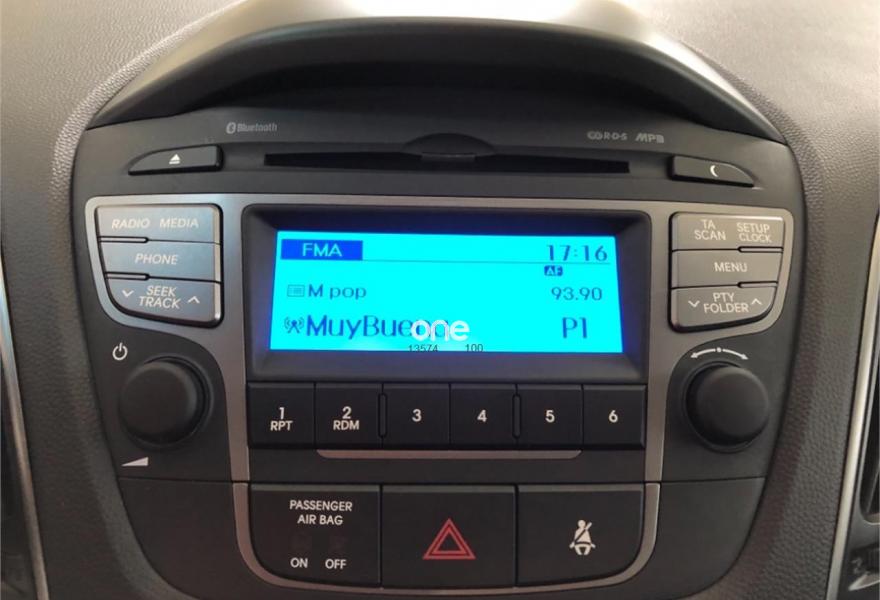 Bluetooth
R·D·S MP3
RADIO MEDIA
PHONE
SEEK
TRACK
TA
SCAN
SETUP
CLOCK
MENU
PTY
FOLDER
FMA
17:16
AF
M pop
93.90
MuyBue
one
P1
13574 100
1
RPT
2
RDM
3
4
5
6
PASSENGER
AIR BAG
ON OFF